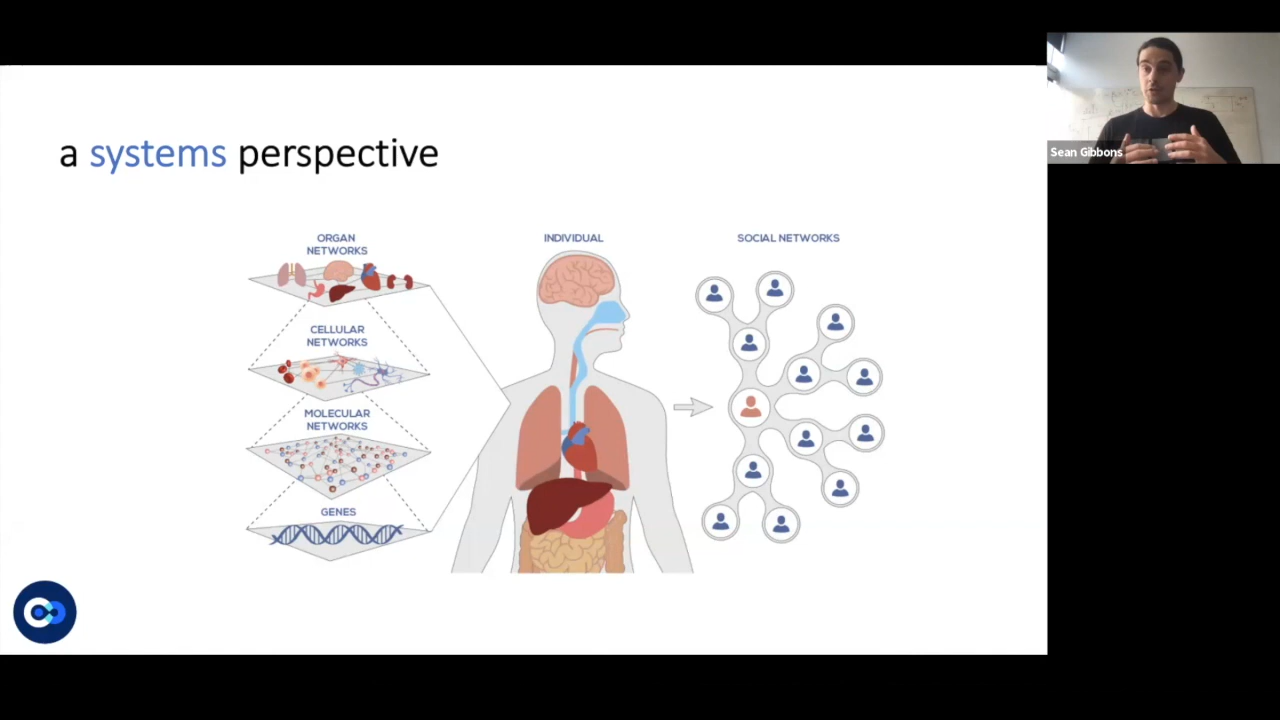 a systems perspective
ORGAN
NETWORKS
CELLULAR
NETWORKS
MOLECULAR
NETWORKS
GENES
INDIVIDUAL
SOCIAL NETWORKS
Sean Gibbons